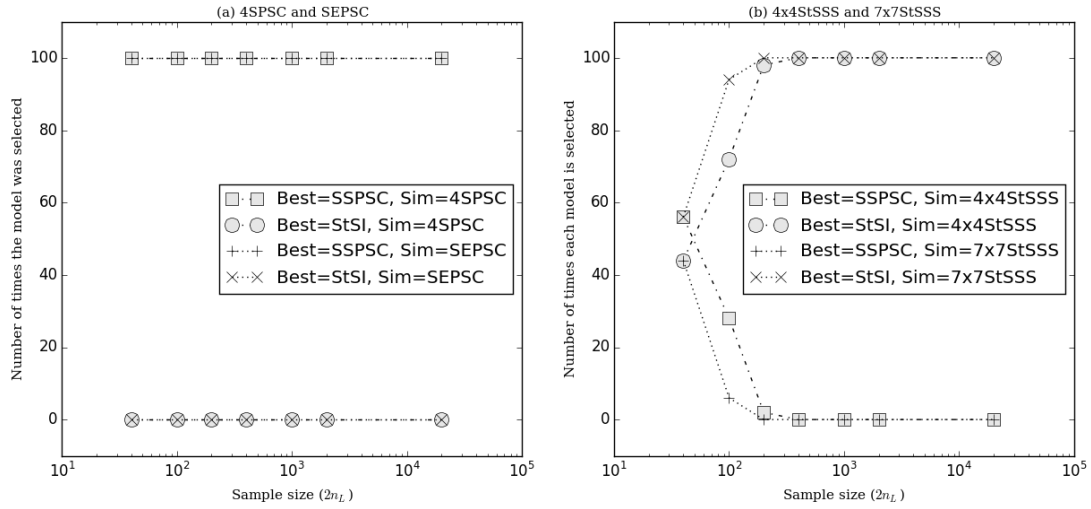 (a) 4SPSC and SEPSC
Number of times the model was selected
100
80
60
40
20
0
Best=SSPSC, Sim=4SPSC
Best=StSI, Sim=4SPSC
Best=SSPSC, Sim=SEPSC
Best=StSI, Sim=SEPSC
10^1 10^2 10^3 10^4 10^5
Sample size (2n_L)
(b) 4x4StSSS and 7x7StSSS
Number of times each model is selected
100
80
60
40
20
0
Best=SSPSC, Sim=4x4StSSS
Best=StSI, Sim=4x4StSSS
Best=SSPSC, Sim=7x7StSSS
Best=StSI, Sim=7x7StSSS
10^1 10^2 10^3 10^4 10^5
Sample size (2n_L)